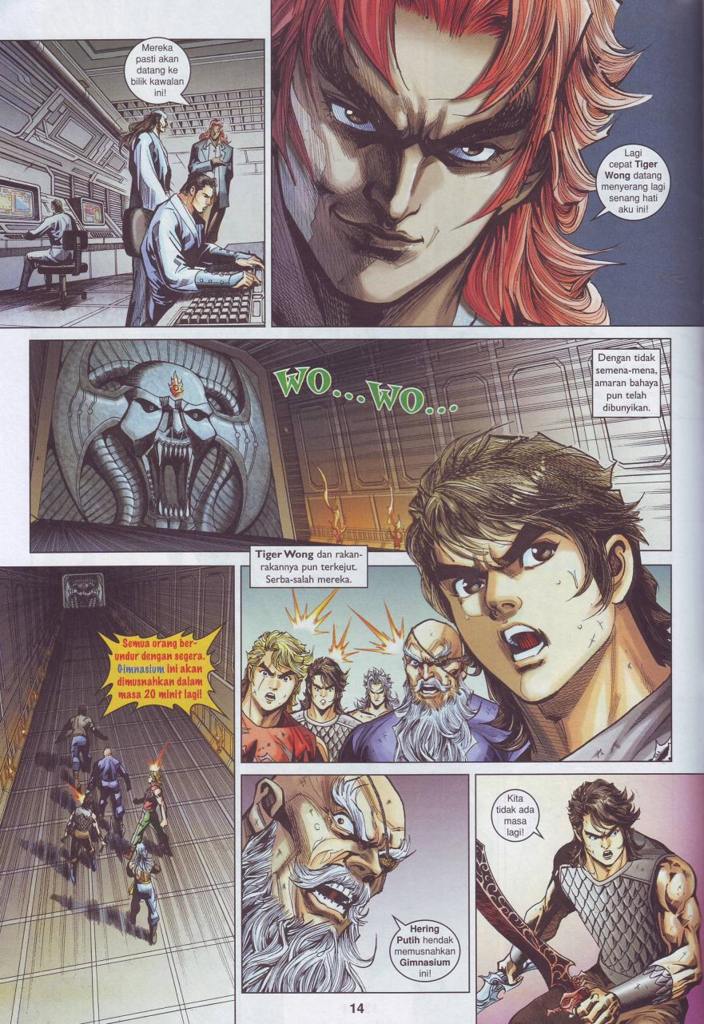 Mereka
pasti akan
datang ke
bilik kawalan
ini!
Lagi
cepat Tiger
Wong datang
menyerang lagi
senang hati
aku ini!
WO...WO...
Dengan tidak
semena-mena,
amaran bahaya
pun telah
dibunyikan.
Tiger Wong dan rakan-
rakannya pun terkejut.
Serba-salah mereka.
Semua orang ber-
undur dengan segera.
Gimnasium ini akan
dimusnahkan dalam
masa 20 minit lagi!
Hering
Putih hendak
memusnahkan
Gimnasium
ini!
Kita
tidak ada
masa
lagi!
14